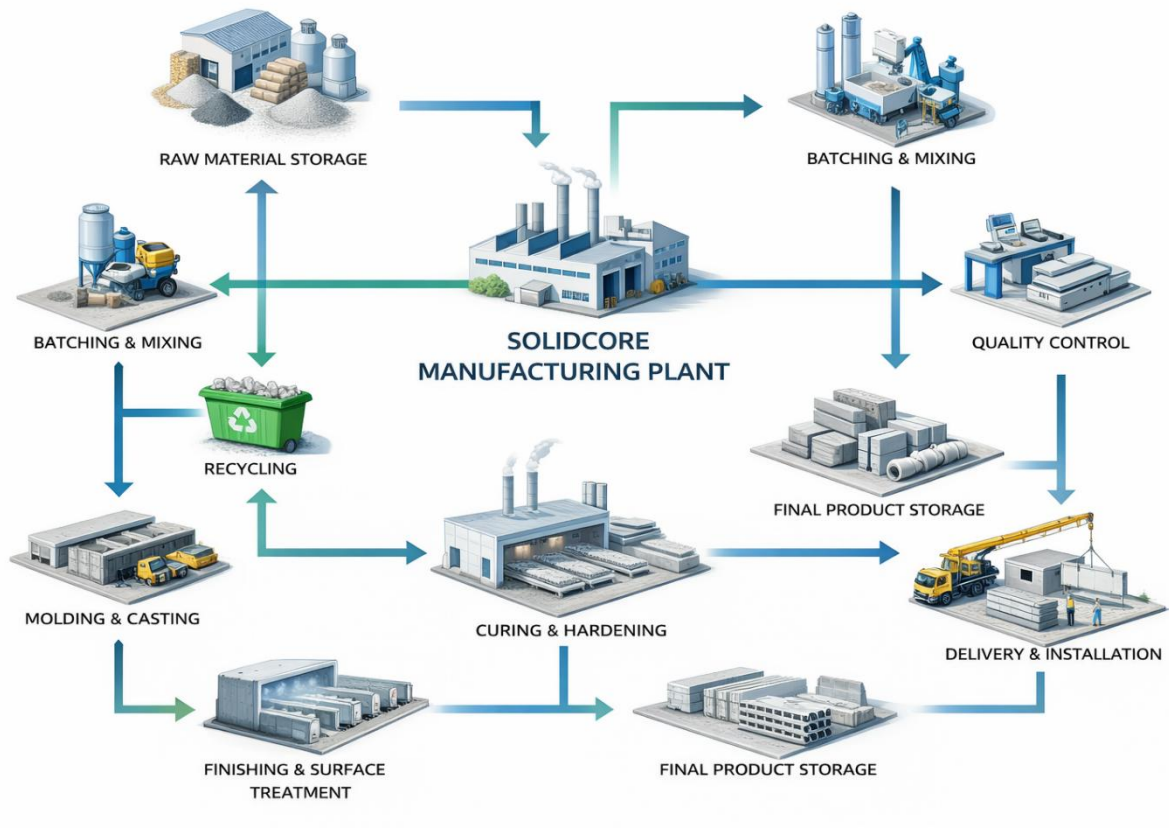 RAW MATERIAL STORAGE
BATCHING & MIXING
BATCHING & MIXING
SOLIDCORE
MANUFACTURING PLANT
QUALITY CONTROL
RECYCLING
FINAL PRODUCT STORAGE
MOLDING & CASTING
CURING & HARDENING
DELIVERY & INSTALLATION
FINISHING & SURFACE
TREATMENT
FINAL PRODUCT STORAGE